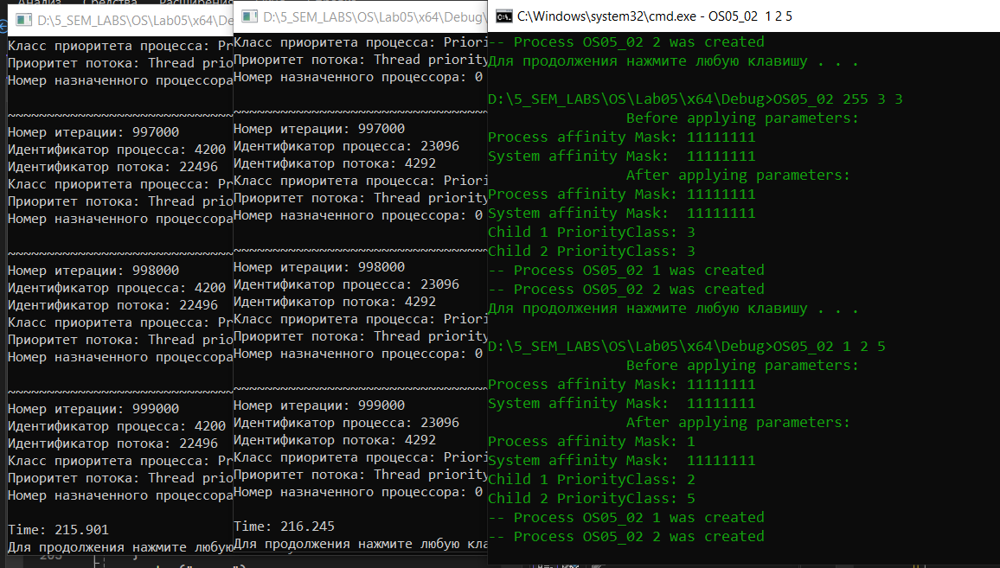 D:\5_SEM_LABS\OS\Lab05\x64\De
Класс приоритета процесса: Pr
Приоритет потока: Thread prio
Номер назначенного процессора
~~~~~~~~~~~~~~~~~~~~~~~~~~~~~
Номер итерации: 997000
Идентификатор процесса: 4200
Идентификатор потока: 22496
Класс приоритета процесса: Pr
Приоритет потока: Thread prio
Номер назначенного процессора
~~~~~~~~~~~~~~~~~~~~~~~~~~~~~
Номер итерации: 998000
Идентификатор процесса: 4200
Идентификатор потока: 22496
Класс приоритета процесса: Pr
Приоритет потока: Thread prio
Номер назначенного процессора
~~~~~~~~~~~~~~~~~~~~~~~~~~~~~
Номер итерации: 999000
Идентификатор процесса: 4200
Идентификатор потока: 22496
Класс приоритета процесса: Pr
Приоритет потока: Thread prio
Номер назначенного процессора
Time: 215.901
Для продолжения нажмите любую
D:\5_SEM_LABS\OS\Lab05\x64\Debug\
Класс приоритета процесса: Priori
Приоритет потока: Thread priority
Номер назначенного процессора: 0
~~~~~~~~~~~~~~~~~~~~~~~~~~~~~~~~~
Номер итерации: 997000
Идентификатор процесса: 23096
Идентификатор потока: 4292
Класс приоритета процесса: Priori
Приоритет потока: Thread priority
Номер назначенного процессора: 0
~~~~~~~~~~~~~~~~~~~~~~~~~~~~~~~~~
Номер итерации: 998000
Идентификатор процесса: 23096
Идентификатор потока: 4292
Класс приоритета процесса: Priori
Приоритет потока: Thread priority
Номер назначенного процессора: 0
~~~~~~~~~~~~~~~~~~~~~~~~~~~~~~~~~
Номер итерации: 999000
Идентификатор процесса: 23096
Идентификатор потока: 4292
Класс приоритета процесса: Priori
Приоритет потока: Thread priority
Номер назначенного процессора: 0
Time: 216.245
Для продолжения нажмите любую кла
C:\Windows\system32\cmd.exe - OS05_02  1 2 5
-- Process OS05_02 2 was created
Для продолжения нажмите любую клавишу . . .
D:\5_SEM_LABS\OS\Lab05\x64\Debug>OS05_02 255 3 3
Before applying parameters:
Process affinity Mask: 11111111
System affinity Mask:  11111111
After applying parameters:
Process affinity Mask: 11111111
System affinity Mask:  11111111
Child 1 PriorityClass: 3
Child 2 PriorityClass: 3
-- Process OS05_02 1 was created
-- Process OS05_02 2 was created
Для продолжения нажмите любую клавишу . . .
D:\5_SEM_LABS\OS\Lab05\x64\Debug>OS05_02 1 2 5
Before applying parameters:
Process affinity Mask: 11111111
System affinity Mask:  11111111
After applying parameters:
Process affinity Mask: 1
System affinity Mask:  11111111
Child 1 PriorityClass: 2
Child 2 PriorityClass: 5
-- Process OS05_02 1 was created
-- Process OS05_02 2 was created